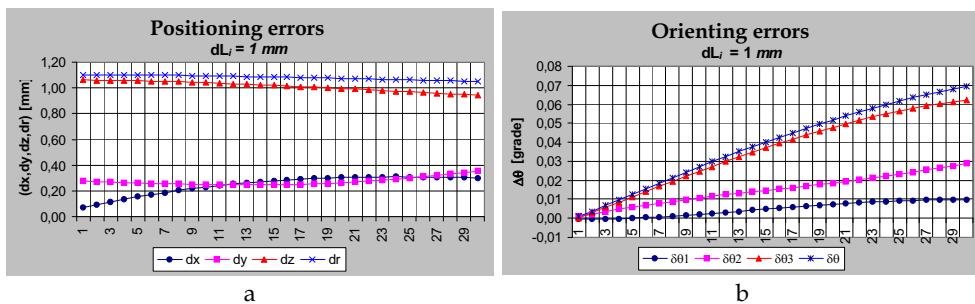 Positioning errors
dLi = 1 mm
(dx,dy,dz,dr) [mm]
1,20
1,00
0,80
0,60
0,40
0,20
0,00
1 3 5 7 9 11 13 15 17 19 21 23 25 27 29
dx dy dz dr
a
Orienting errors
dLi = 1 mm
Δθ [grade]
0,08
0,07
0,06
0,05
0,04
0,03
0,02
0,01
0,00
-0,01
1 3 5 7 9 11 13 15 17 19 21 23 25 27 29
δθ1 δθ2 δθ3 δθ
b